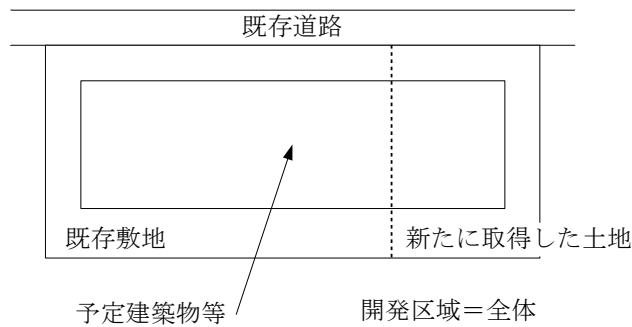 既存道路
既存敷地
新たに取得した土地
予定建築物等
開発区域＝全体